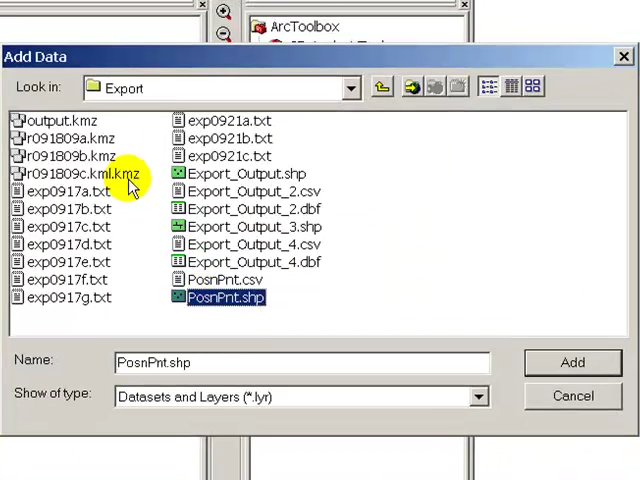 ArcToolbox
Add Data
Look in:
Export
output.kmz
r091809a.kmz
r091809b.kmz
r091809c.kml.kmz
exp0917a.txt
exp0917b.txt
exp0917c.txt
exp0917d.txt
exp0917e.txt
exp0917f.txt
exp0917g.txt
exp0921a.txt
exp0921b.txt
exp0921c.txt
Export_Output.shp
Export_Output_2.csv
Export_Output_2.dbf
Export_Output_3.shp
Export_Output_4.csv
Export_Output_4.dbf
PosnPnt.csv
PosnPnt.shp
Name:
PosnPnt.shp
Add
Show of type:
Datasets and Layers (*.lyr)
Cancel